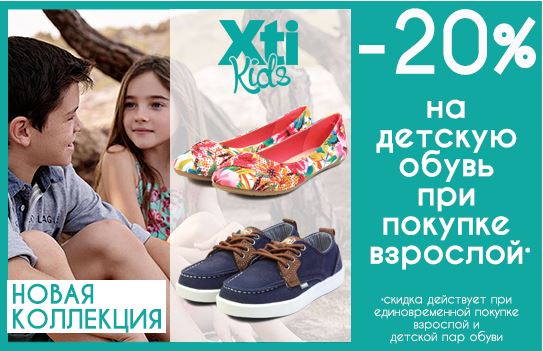 Xti
Kids
НОВАЯ
КОЛЛЕКЦИЯ
-20%
на
детскую
обувь
при
покупке
взрослой*
*скидка действует при
единовременной покупке
взрослой и
детской пар обуви